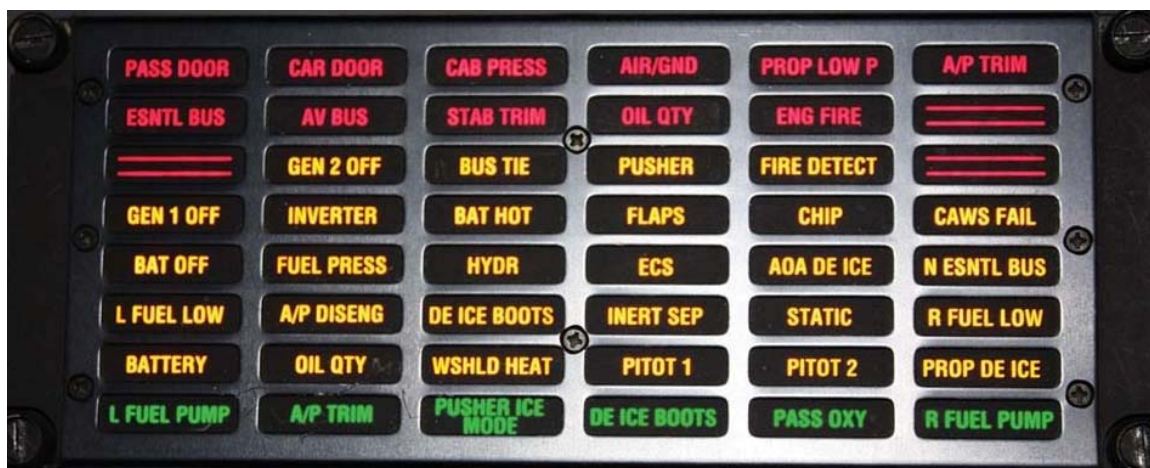 PASS DOOR CAR DOOR CAB PRESS AIR/GND PROP LOW P A/P TRIM
ESNTL BUS AV BUS STAB TRIM OIL QTY ENG FIRE
GEN 2 OFF BUS TIE PUSHER FIRE DETECT
GEN 1 OFF INVERTER BAT HOT FLAPS CHIP CAWS FAIL
BAT OFF FUEL PRESS HYDR ECS AOA DE ICE N ESNTL BUS
L FUEL LOW A/P DISENG DE ICE BOOTS INERT SEP STATIC R FUEL LOW
BATTERY OIL QTY WSHLD HEAT PITOT 1 PITOT 2 PROP DE ICE
L FUEL PUMP A/P TRIM PUSHER ICE MODE DE ICE BOOTS PASS OXY R FUEL PUMP